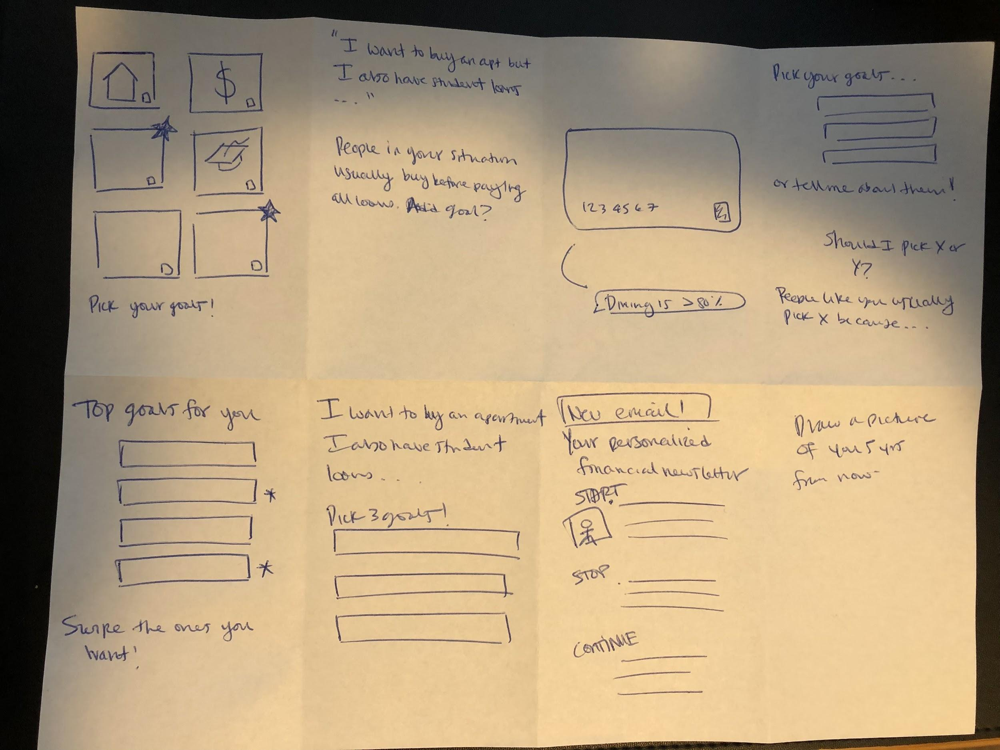 $
Pick your goals!
"I want to buy an apt but
I also have student loans
...."
People in your situation
usually buy before paying
all loans. Add goal?
1234567
Dining is >80%
Pick your goals...
or tell me about them!
Should I pick X or
Y?
People like you usually
pick X because....
Top goals for you
*
*
Swipe the ones you
want!
I want to buy an apartment
I also have student
loans....
Pick 3 goals!
New email!
Your personalized
financial newsletter
START
STOP
CONTINUE
Draw a picture
of you 5 yrs
from now